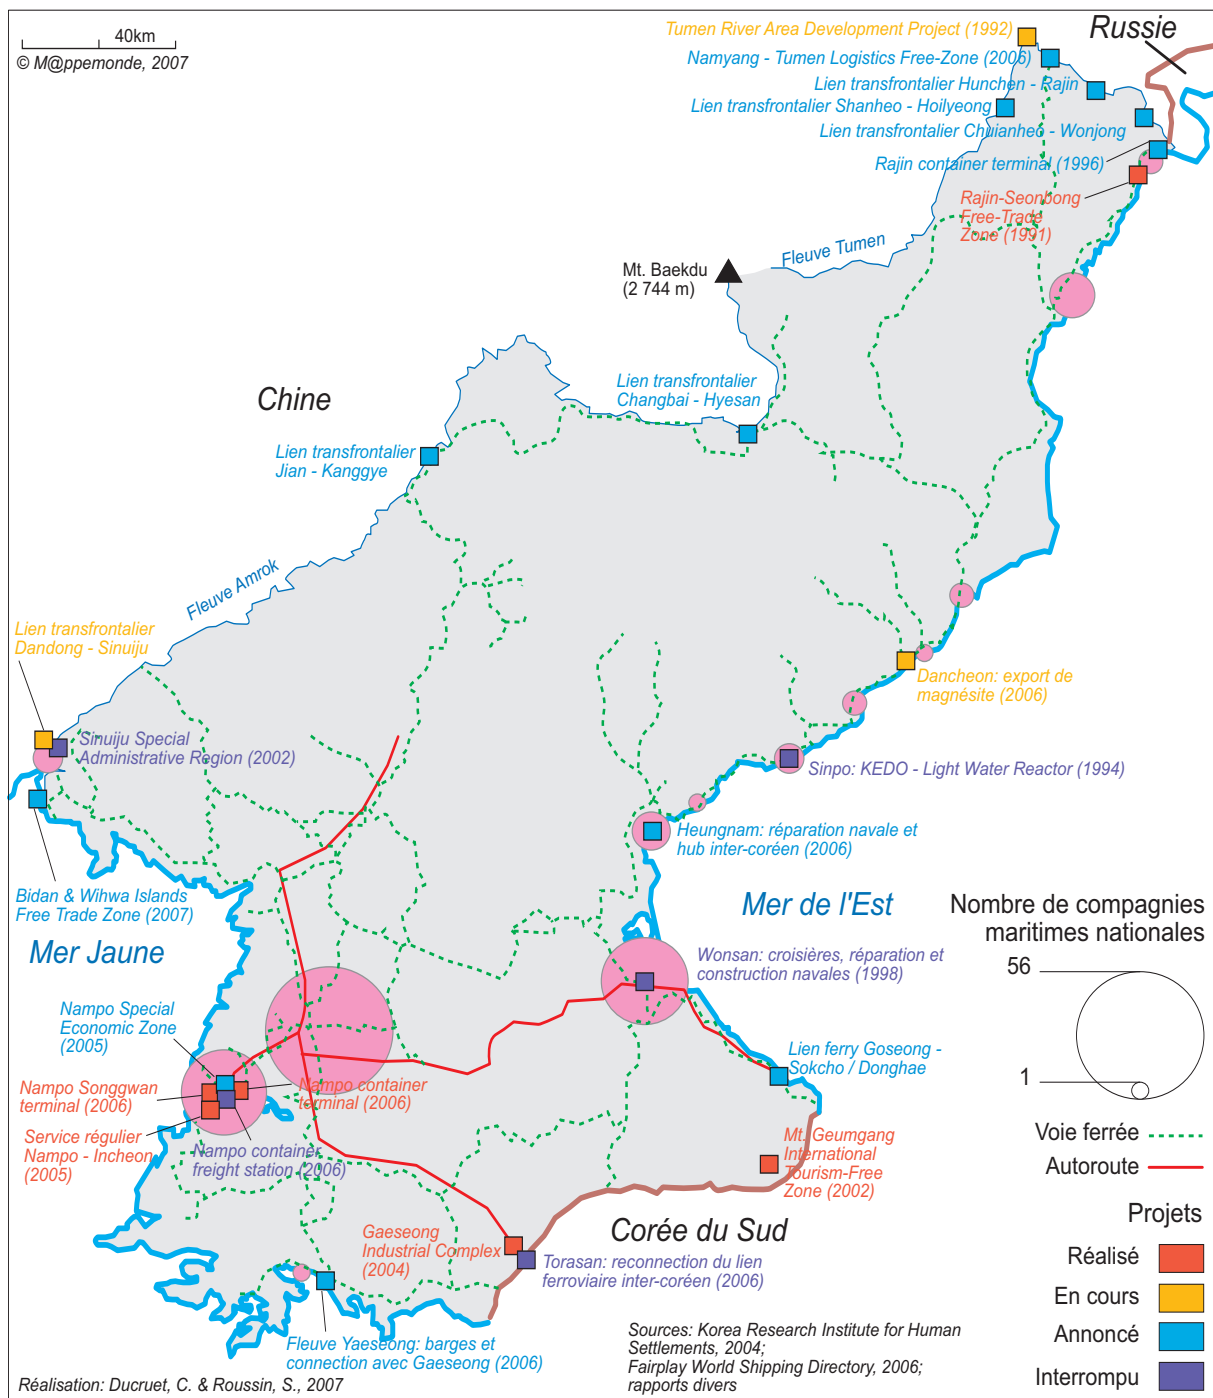 40km
© M@ppemonde, 2007
Tumen River Area Development Project (1992)
Russie
Namyang - Tumen Logistics Free-Zone (2006)
Lien transfrontalier Hunchen - Rajin
Lien transfrontalier Shanheo - Hoilyeong
Lien transfrontalier Chuianheo - Wonjong
Rajin container terminal (1996)
Rajin-Seonbong
Free-Trade
Zone (1991)
Fleuve Tumen
Mt. Baekdu
(2 744 m)
Chine
Lien transfrontalier
Changbai - Hyesan
Lien transfrontalier
Jian - Kanggye
Fleuve Amrok
Lien transfrontalier
Dandong - Sinuiju
Dancheon: export de
magnésite (2006)
Sinuiju Special
Administrative Region (2002)
Sinpo: KEDO - Light Water Reactor (1994)
Heungnam: réparation navale et
hub inter-coréen (2006)
Bidan & Wihwa Islands
Free Trade Zone (2007)
Mer de l'Est
Mer Jaune
Nombre de compagnies
maritimes nationales
56
1
Wonsan: croisières, réparation et
construction navales (1998)
Nampo Special
Economic Zone
(2005)
Lien ferry Goseong -
Sokcho / Donghae
Nampo Songgwan
terminal (2006)
Nampo container
terminal (2006)
Service régulier
Nampo - Incheon
(2005)
Nampo container
freight station (2006)
Mt. Geumgang
International
Tourism-Free
Zone (2002)
Voie ferrée
Autoroute
Projets
Réalisé
En cours
Annoncé
Interrompu
Gaeseong
Industrial Complex
(2004)
Corée du Sud
Torasan: reconnection du lien
ferroviaire inter-coréen (2006)
Fleuve Yaeseong: barges et
connection avec Gaeseong (2006)
Sources: Korea Research Institute for Human
Settlements, 2004;
Fairplay World Shipping Directory, 2006;
rapports divers
Réalisation: Ducruet, C. & Roussin, S., 2007